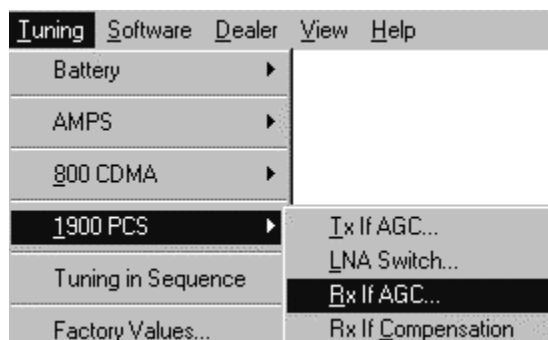 Tuning Software Dealer View Help
Battery
AMPS
800 CDMA
1900 PCS
Tx If AGC...
LNA Switch...
Tuning in Sequence
Rx If AGC...
Factory Values...
Rx If Compensation